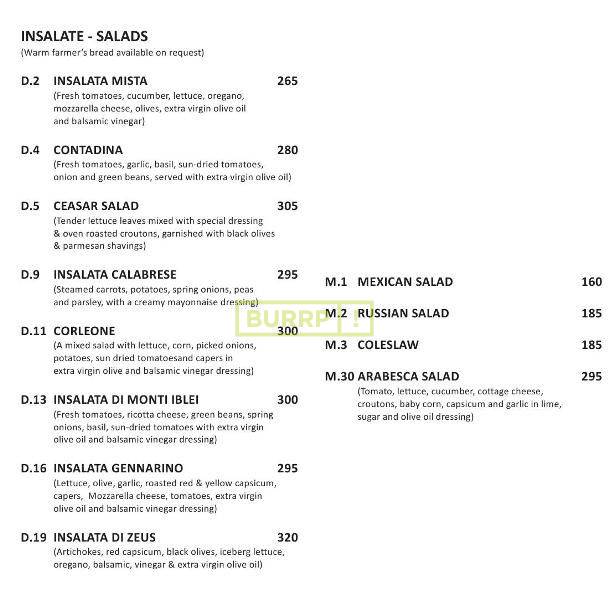 INSALATE - SALADS
(Warm farmer's bread available on request)
D.2 INSALATA MISTA 265
(Fresh tomatoes, cucumber, lettuce, oregano,
mozzarella cheese, olives, extra virgin olive oil
and balsamic vinegar)
D.4 CONTADINA 280
(Fresh tomatoes, garlic, basil, sun-dried tomatoes,
onion and green beans, served with extra virgin olive oil)
D.5 CEASAR SALAD 305
(Tender lettuce leaves mixed with special dressing
& oven roasted croutons, garnished with black olives
& parmesan shavings)
D.9 INSALATA CALABRESE 295
(Steamed carrots, potatoes, spring onions, peas
and parsley, with a creamy mayonnaise dressing)
D.11 CORLEONE 300
(A mixed salad with lettuce, corn, picked onions,
potatoes, sun dried tomatoesand capers in
extra virgin olive and balsamic vinegar dressing)
D.13 INSALATA DI MONTI IBLEI 300
(Fresh tomatoes, ricotta cheese, green beans, spring
onions, basil, sun-dried tomatoes with extra virgin
olive oil and balsamic vinegar dressing)
D.16 INSALATA GENNARINO 295
(Lettuce, olive, garlic, roasted red & yellow capsicum,
capers, Mozzarella cheese, tomatoes, extra virgin
olive oil and balsamic vinegar dressing)
D.19 INSALATA DI ZEUS 320
(Artichokes, red capsicum, black olives, iceberg lettuce,
oregano, balsamic, vinegar & extra virgin olive oil)
M.1 MEXICAN SALAD 160
M.2 RUSSIAN SALAD 185
M.3 COLESLAW 185
M.30 ARABESCA SALAD 295
(Tomato, lettuce, cucumber, cottage cheese,
croutons, baby corn, capsicum and garlic in lime,
sugar and olive oil dressing)
BURRP!